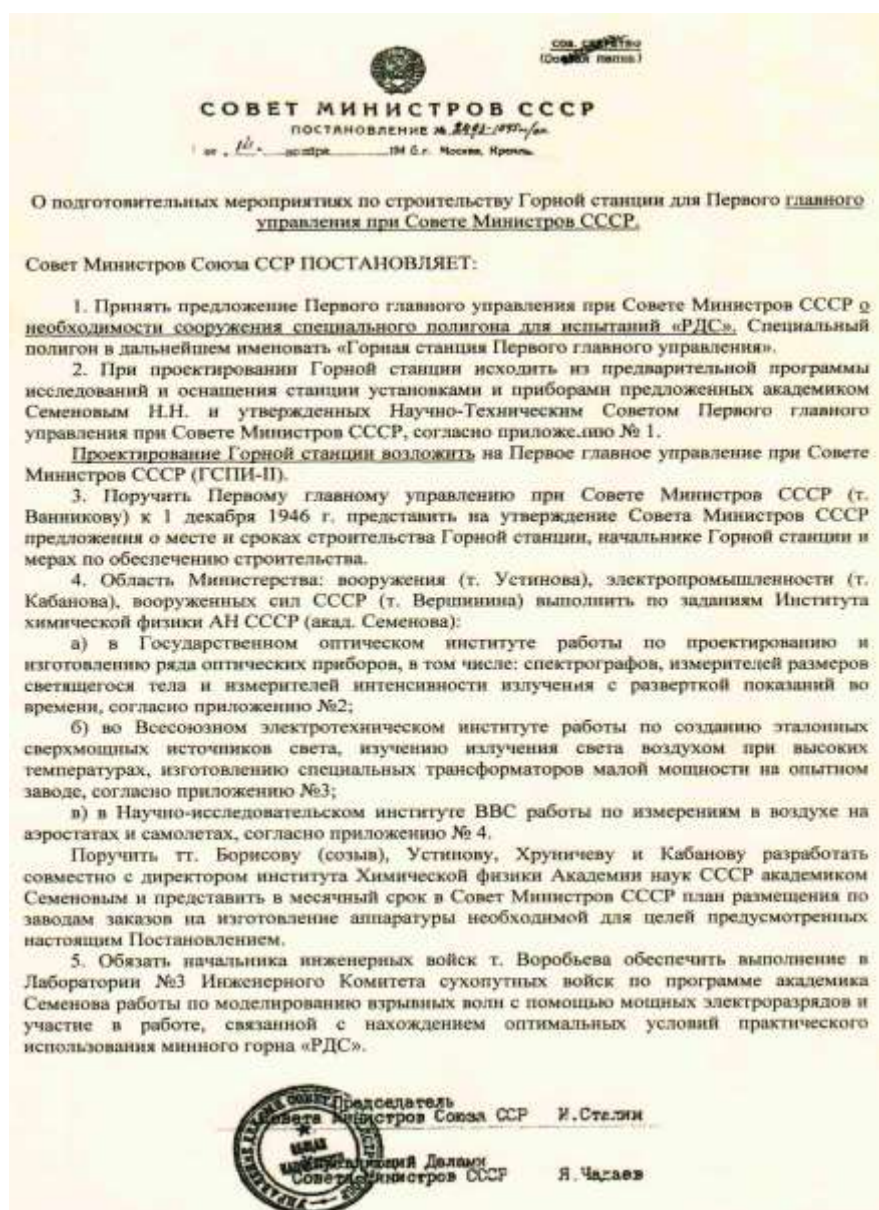 СОВ. СЕКРЕТНО
(Особая папка)
СОВЕТ МИНИСТРОВ СССР
ПОСТАНОВЛЕНИЕ №
от ноября 194 6 г. Москва, Кремль.
О подготовительных мероприятиях по строительству Горной станции для Первого главного
управления при Совете Министров СССР.
Совет Министров Союза ССР ПОСТАНОВЛЯЕТ:
1. Принять предложение Первого главного управления при Совете Министров СССР о
необходимости сооружения специального полигона для испытаний «РДС». Специальный
полигон в дальнейшем именовать «Горная станция Первого главного управления».
2. При проектировании Горной станции исходить из предварительной программы
исследований и оснащения станции установками и приборами предложенных академиком
Семеновым Н.Н. и утвержденных Научно-Техническим Советом Первого главного
управления при Совете Министров СССР, согласно приложению № 1.
Проектирование Горной станции возложить на Первое главное управление при Совете
Министров СССР (ГСПИ-II).
3. Поручить Первому главному управлению при Совете Министров СССР (т.
Ванникову) к 1 декабря 1946 г. представить на утверждение Совета Министров СССР
предложения о месте и сроках строительства Горной станции, начальнике Горной станции и
мерах по обеспечению строительства.
4. Область Министерства: вооружения (т. Устинова), электропромышленности (т.
Кабанова), вооруженных сил СССР (т. Вершинина) выполнить по заданиям Института
химической физики АН СССР (акад. Семенова):
а) в Государственном оптическом институте работы по проектированию и
изготовлению ряда оптических приборов, в том числе: спектрографов, измерителей размеров
светящегося тела и измерителей интенсивности излучения с разверткой показаний во
времени, согласно приложению №2;
б) во Всесоюзном электротехническом институте работы по созданию эталонных
сверхмощных источников света, изучению излучения света воздухом при высоких
температурах, изготовлению специальных трансформаторов малой мощности на опытном
заводе, согласно приложению №3;
в) в Научно-исследовательском институте ВВС работы по измерениям в воздухе на
аэростатах и самолетах, согласно приложению № 4.
Поручить тт. Борисову (созыв), Устинову, Хруничеву и Кабанову разработать
совместно с директором института Химической физики Академии наук СССР академиком
Семеновым и представить в месячный срок в Совет Министров СССР план размещения по
заводам заказов на изготовление аппаратуры необходимой для целей предусмотренных
настоящим Постановлением.
5. Обязать начальника инженерных войск т. Воробьева обеспечить выполнение в
Лаборатории №3 Инженерного Комитета сухопутных войск по программе академика
Семенова работы по моделированию взрывных волн с помощью мощных электроразрядов и
участие в работе, связанной с нахождением оптимальных условий практического
использования минного горна «РДС».
Председатель
Совета Министров Союза ССР И.Сталин
Управляющий Делами
Совета Министров СССР Я.Чадаев